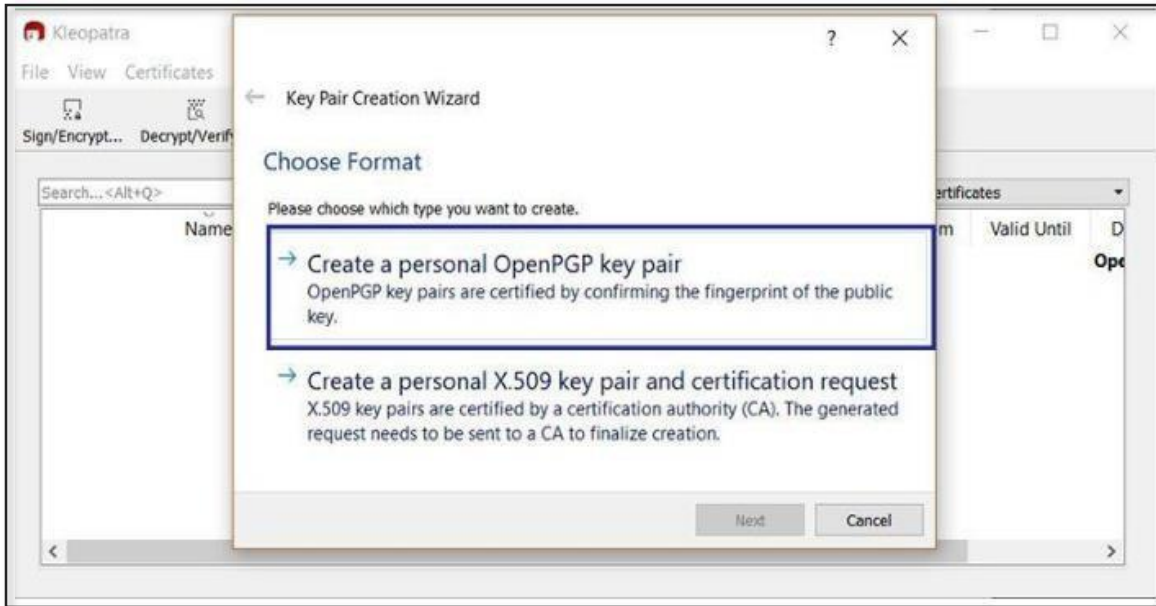 Kleopatra
File View Certificates
Sign/Encrypt... Decrypt/Verif
Search...<Alt+Q>
Name
? ×
Key Pair Creation Wizard
Choose Format
Please choose which type you want to create.
Create a personal OpenPGP key pair
OpenPGP key pairs are certified by confirming the fingerprint of the public
key.
Create a personal X.509 key pair and certification request
X.509 key pairs are certified by a certification authority (CA). The generated
request needs to be sent to a CA to finalize creation.
Next Cancel
ertificates
m Valid Until D
Ope